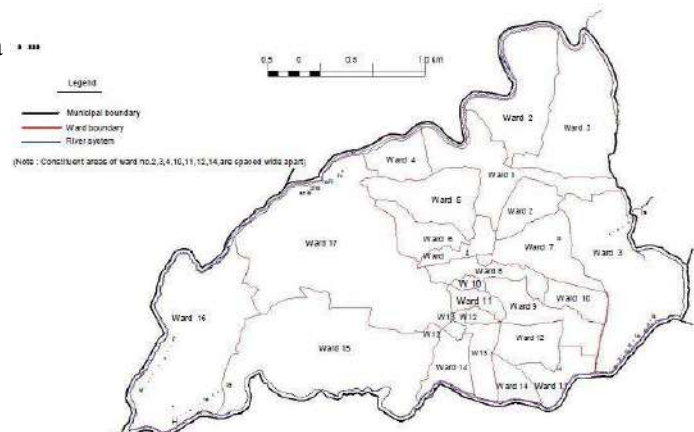 0.5 0 0.5 1.0 km
Legend
Municipal boundary
Ward boundary
River system
(Note : Constituent areas of ward no.2,3,4,10,11,12,14,are spaced wide apart)
Ward 2
Ward 3
Ward 4
Ward 1
Ward 5
Ward 2
Ward 6
Ward 7
Ward 3
Ward
Ward 17
Ward 8
W 10
Ward 11
Ward 9
Ward 10
Ward 16
W 13
W 12
Ward 12
Ward 15
W 13
Ward 14
Ward 14